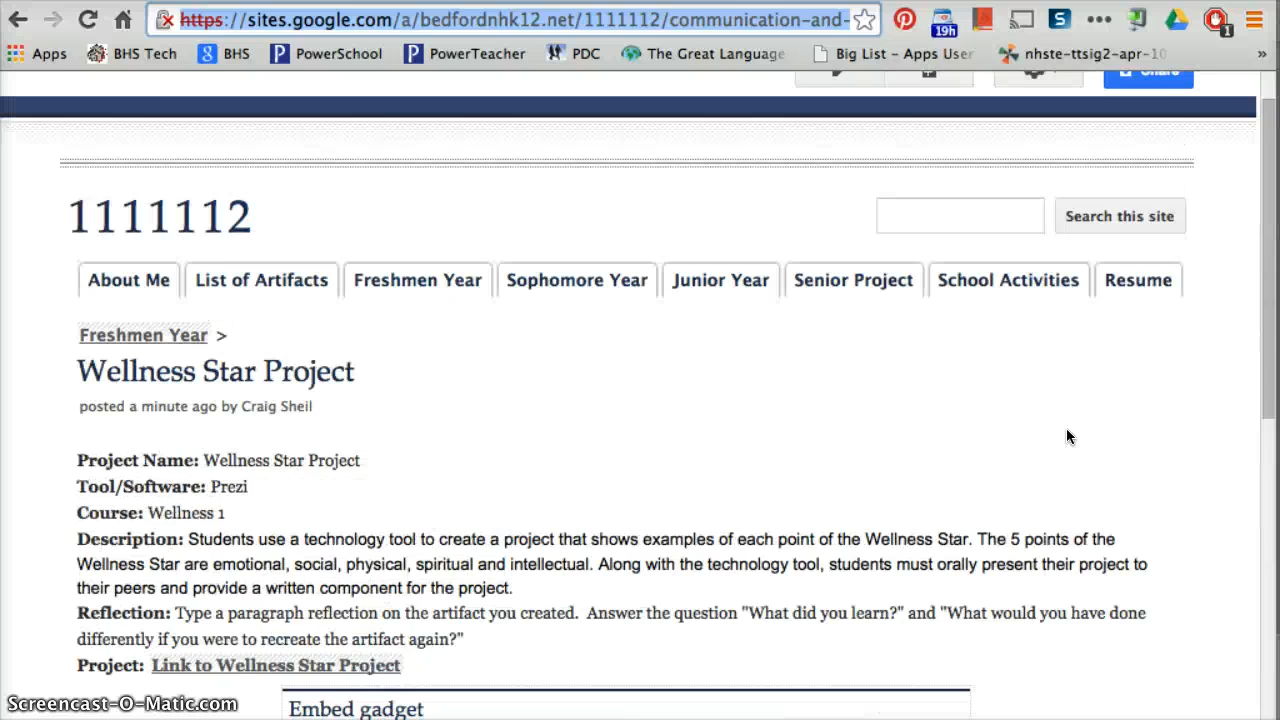 https://sites.google.com/a/bedfordnhk12.net/1111112/communication-and-
19h
1
Apps BHS Tech BHS PowerSchool PowerTeacher PDC The Great Language Big List – Apps User nhste-ttsig2-apr-10 »
Share
1111112
Search this site
About Me List of Artifacts Freshmen Year Sophomore Year Junior Year Senior Project School Activities Resume
Freshmen Year >
Wellness Star Project
posted a minute ago by Craig Sheil
Project Name: Wellness Star Project
Tool/Software: Prezi
Course: Wellness 1
Description: Students use a technology tool to create a project that shows examples of each point of the Wellness Star. The 5 points of the
Wellness Star are emotional, social, physical, spiritual and intellectual. Along with the technology tool, students must orally present their project to
their peers and provide a written component for the project.
Reflection: Type a paragraph reflection on the artifact you created.  Answer the question "What did you learn?" and "What would you have done
differently if you were to recreate the artifact again?"
Project: Link to Wellness Star Project
Embed gadget
Screencast-O-Matic.com